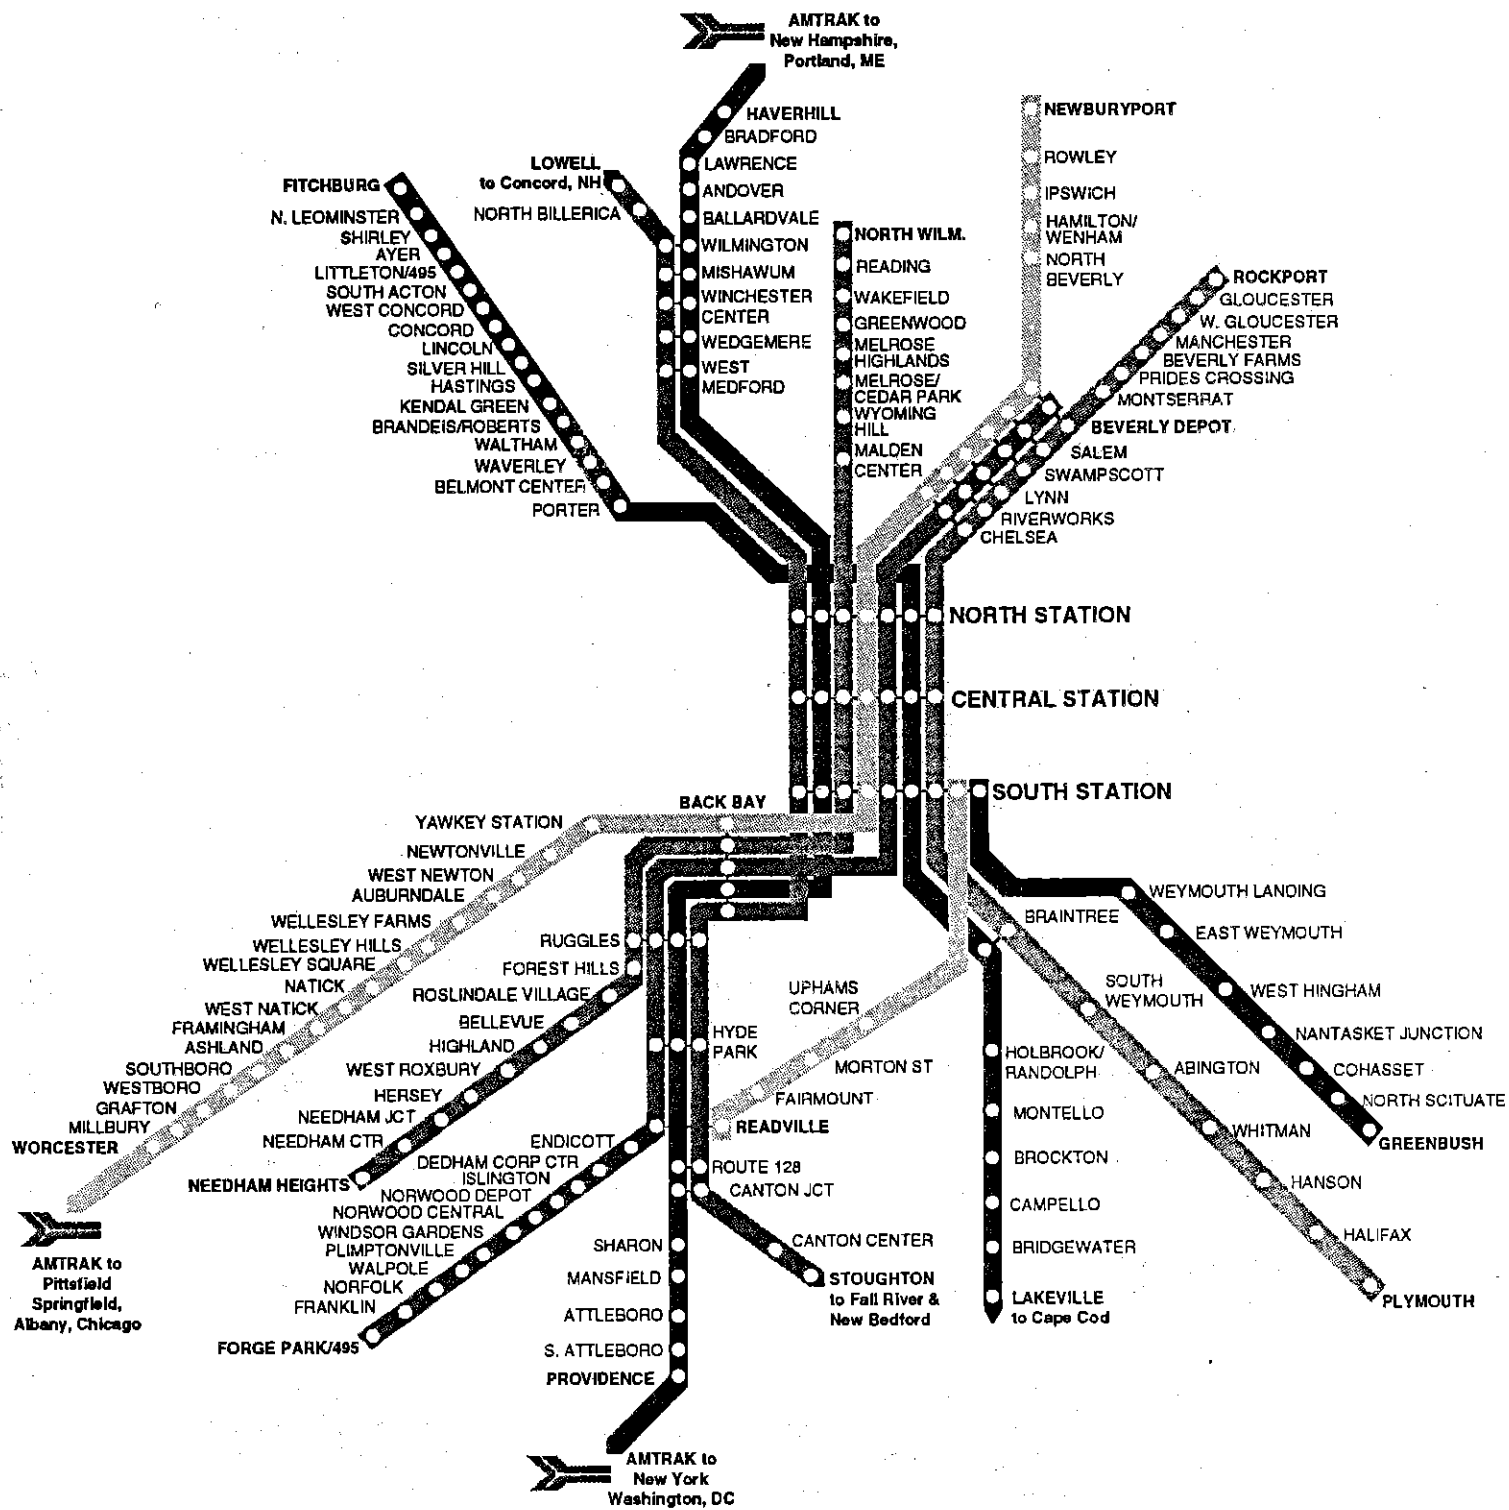 AMTRAK to
New Hampshire,
Portland, ME
HAVERHILL
BRADFORD
LAWRENCE
ANDOVER
BALLARDVALE
WILMINGTON
MISHAWUM
WINCHESTER
CENTER
WEDGEMERE
WEST
MEDFORD
LOWELL
to Concord, NH
NORTH BILLERICA
FITCHBURG
N. LEOMINSTER
SHIRLEY
AYER
LITTLETON/495
SOUTH ACTON
WEST CONCORD
CONCORD
LINCOLN
SILVER HILL
HASTINGS
KENDAL GREEN
BRANDEIS/ROBERTS
WALTHAM
WAVERLEY
BELMONT CENTER
PORTER
NORTH WILM.
READING
WAKEFIELD
GREENWOOD
MELROSE
HIGHLANDS
MELROSE/
CEDAR PARK
WYOMING
HILL
MALDEN
CENTER
NEWBURYPORT
ROWLEY
IPSWICH
HAMILTON/
WENHAM
NORTH
BEVERLY
ROCKPORT
GLOUCESTER
W. GLOUCESTER
MANCHESTER
BEVERLY FARMS
PRIDES CROSSING
MONTSERRAT
BEVERLY DEPOT
SALEM
SWAMPSCOTT
LYNN
RIVERWORKS
CHELSEA
NORTH STATION
CENTRAL STATION
SOUTH STATION
BACK BAY
YAWKEY STATION
NEWTONVILLE
WEST NEWTON
AUBURNDALE
WELLESLEY FARMS
WELLESLEY HILLS
WELLESLEY SQUARE
NATICK
WEST NATICK
FRAMINGHAM
ASHLAND
SOUTHBORO
WESTBORO
GRAFTON
MILLBURY
WORCESTER
AMTRAK to
Pittsfield
Springfield,
Albany, Chicago
RUGGLES
FOREST HILLS
ROSLINDALE VILLAGE
BELLEVUE
HIGHLAND
WEST ROXBURY
HERSEY
NEEDHAM JCT
NEEDHAM CTR
NEEDHAM HEIGHTS
HYDE
PARK
UPHAMS
CORNER
MORTON ST
FAIRMOUNT
READVILLE
ENDICOTT
DEDHAM CORP CTR
ISLINGTON
NORWOOD DEPOT
NORWOOD CENTRAL
WINDSOR GARDENS
PLIMPTONVILLE
WALPOLE
NORFOLK
FRANKLIN
FORGE PARK/495
ROUTE 128
CANTON JCT
CANTON CENTER
STOUGHTON
to Fall River &
New Bedford
SHARON
MANSFIELD
ATTLEBORO
S. ATTLEBORO
PROVIDENCE
AMTRAK to
New York
Washington, DC
BRAINTREE
HOLBROOK/
RANDOLPH
MONTELLO
BROCKTON
CAMPELLO
BRIDGEWATER
LAKEVILLE
to Cape Cod
SOUTH
WEYMOUTH
ABINGTON
WHITMAN
HANSON
HALIFAX
PLYMOUTH
WEYMOUTH LANDING
EAST WEYMOUTH
WEST HINGHAM
NANTASKET JUNCTION
COHASSET
NORTH SCITUATE
GREENBUSH